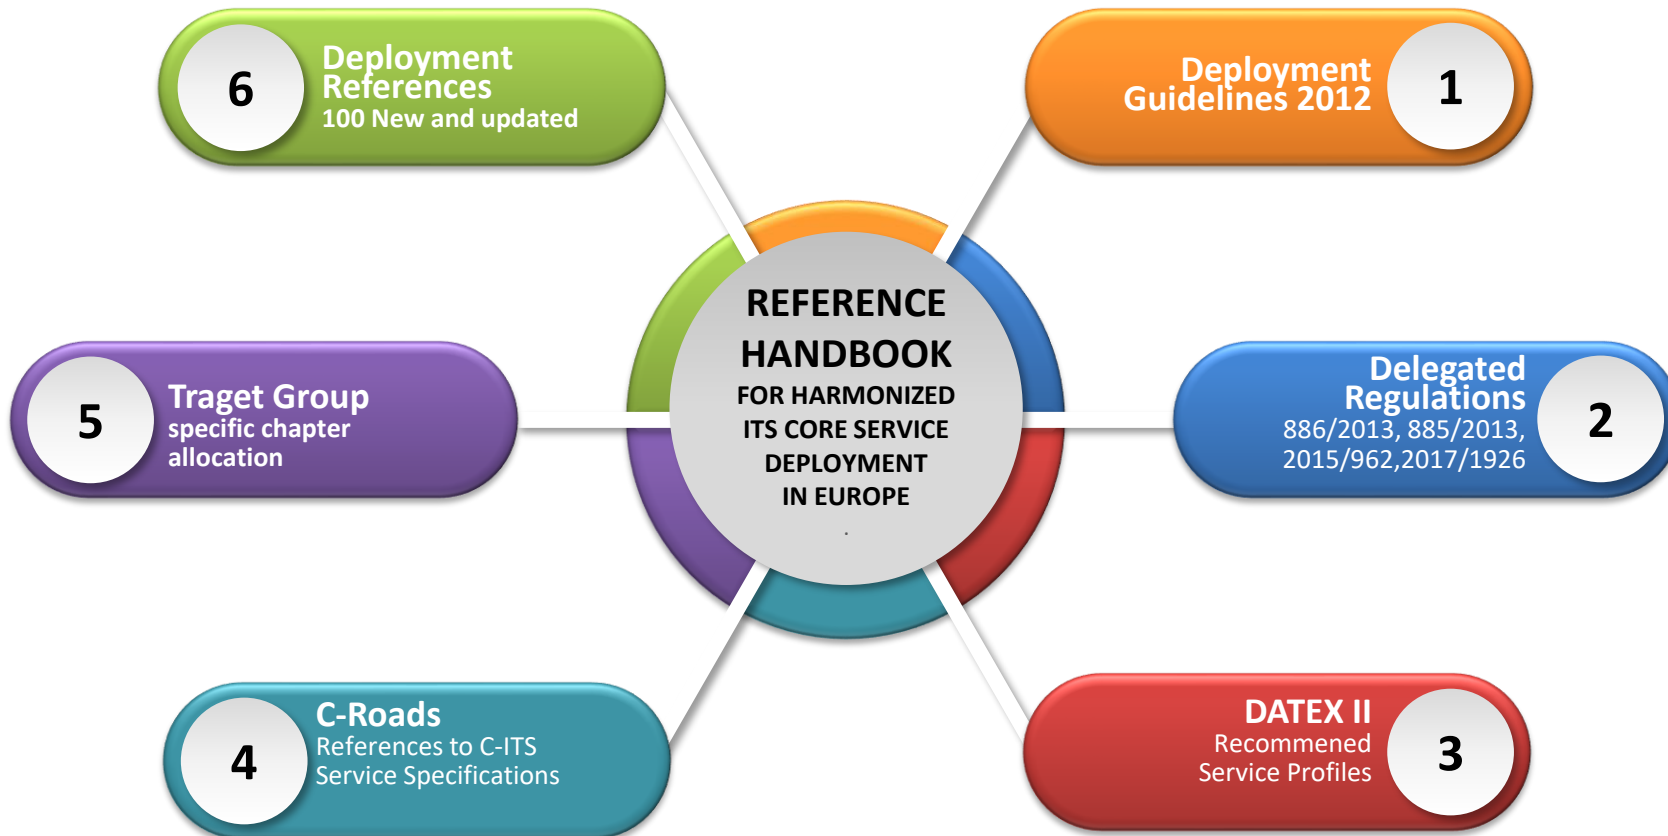 REFERENCE
HANDBOOK
FOR HARMONIZED
ITS CORE SERVICE
DEPLOYMENT
IN EUROPE
.
1
Deployment
Guidelines 2012
2
Delegated
Regulations
886/2013, 885/2013,
2015/962,2017/1926
3
DATEX II
Recommened
Service Profiles
4
C-Roads
References to C-ITS
Service Specifications
5
Traget Group
specific chapter
allocation
6
Deployment
References
100 New and updated